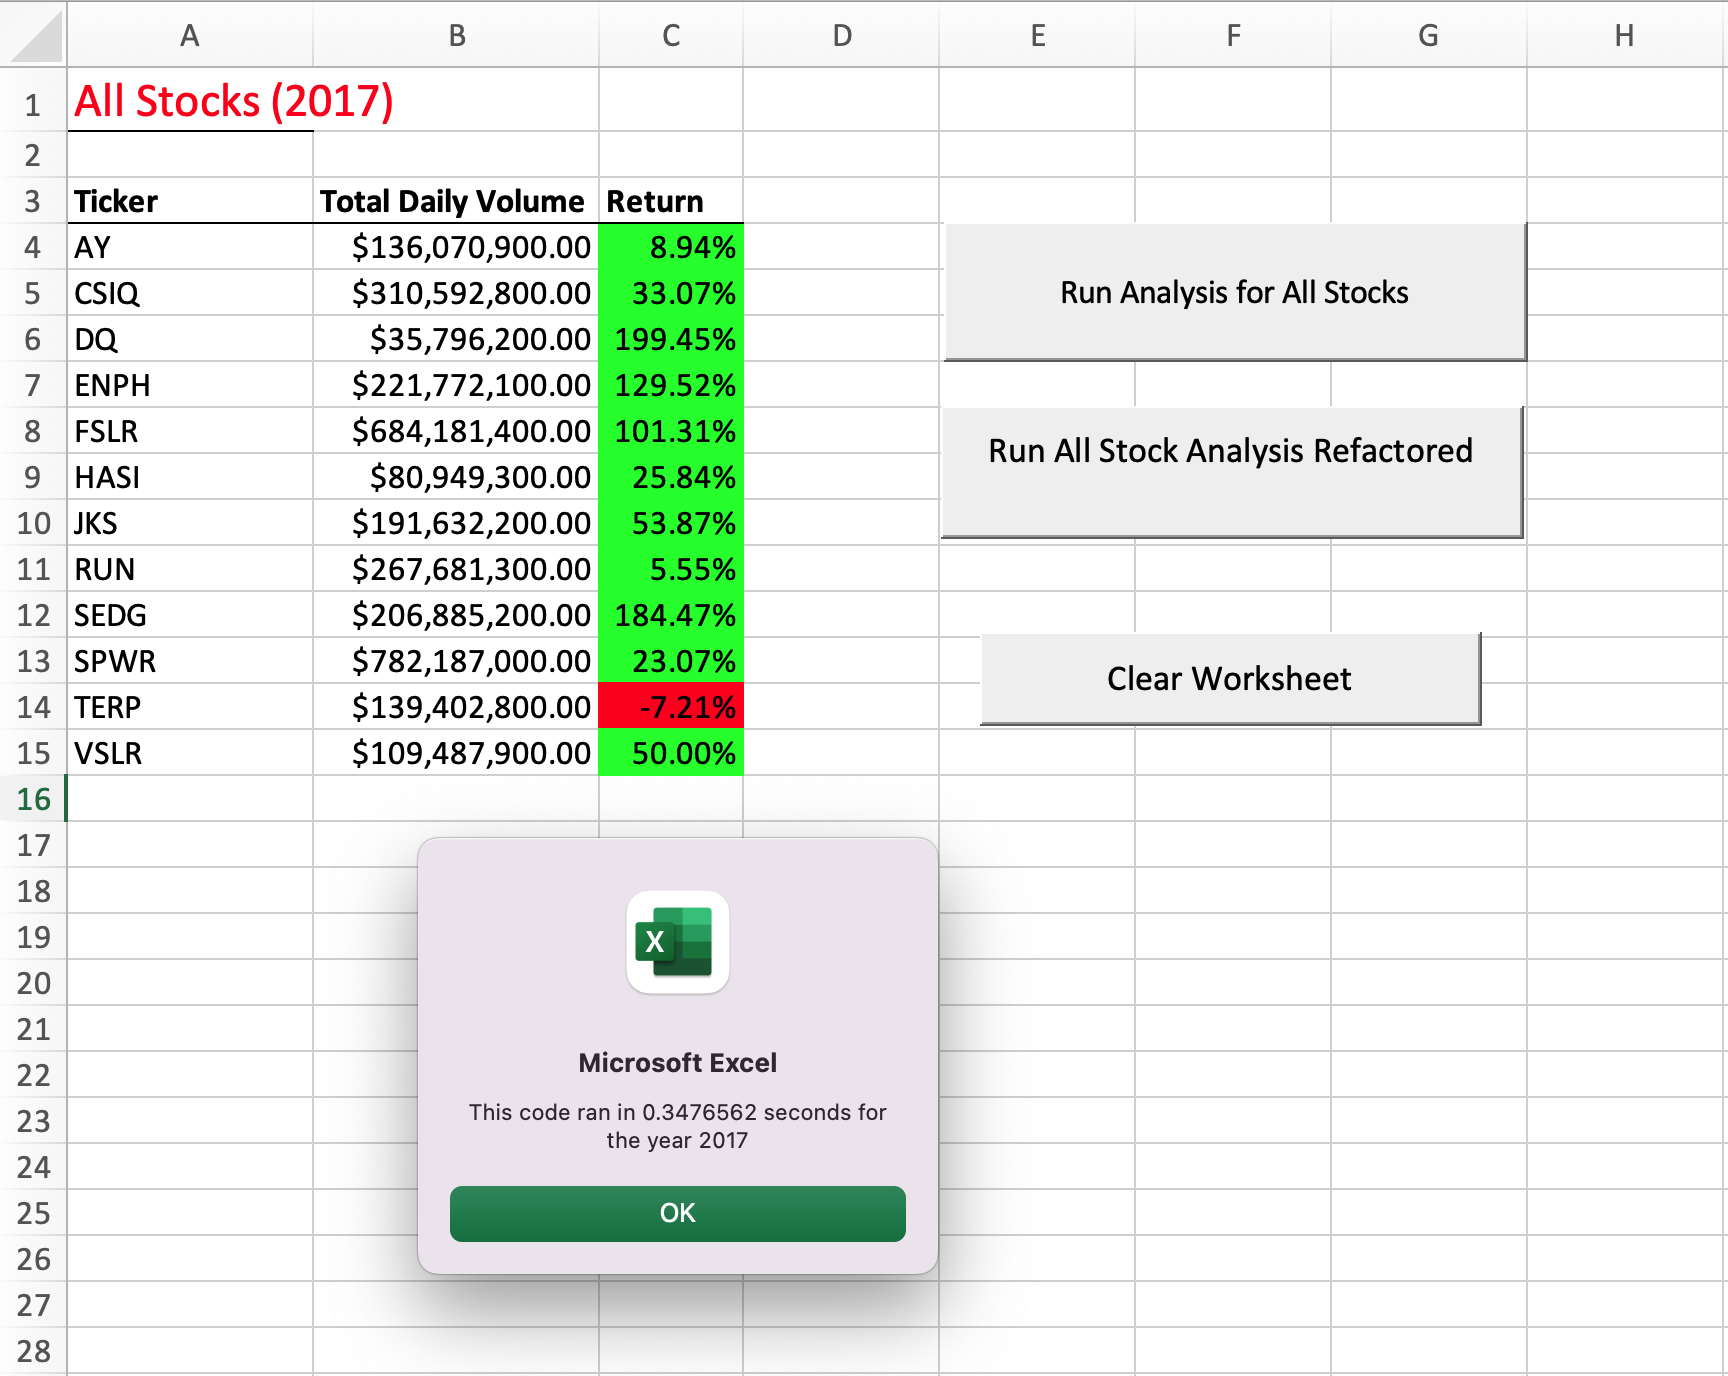 A B C D E F G H
1 All Stocks (2017)
2
3 Ticker Total Daily Volume Return
4 AY $136,070,900.00 8.94%
5 CSIQ $310,592,800.00 33.07%
Run Analysis for All Stocks
6 DQ $35,796,200.00 199.45%
7 ENPH $221,772,100.00 129.52%
8 FSLR $684,181,400.00 101.31%
Run All Stock Analysis Refactored
9 HASI $80,949,300.00 25.84%
10 JKS $191,632,200.00 53.87%
11 RUN $267,681,300.00 5.55%
12 SEDG $206,885,200.00 184.47%
13 SPWR $782,187,000.00 23.07%
Clear Worksheet
14 TERP $139,402,800.00 -7.21%
15 VSLR $109,487,900.00 50.00%
16
17
18
19
20
21
22
23
24
25
26
27
28
X
Microsoft Excel
This code ran in 0.3476562 seconds for
the year 2017
OK